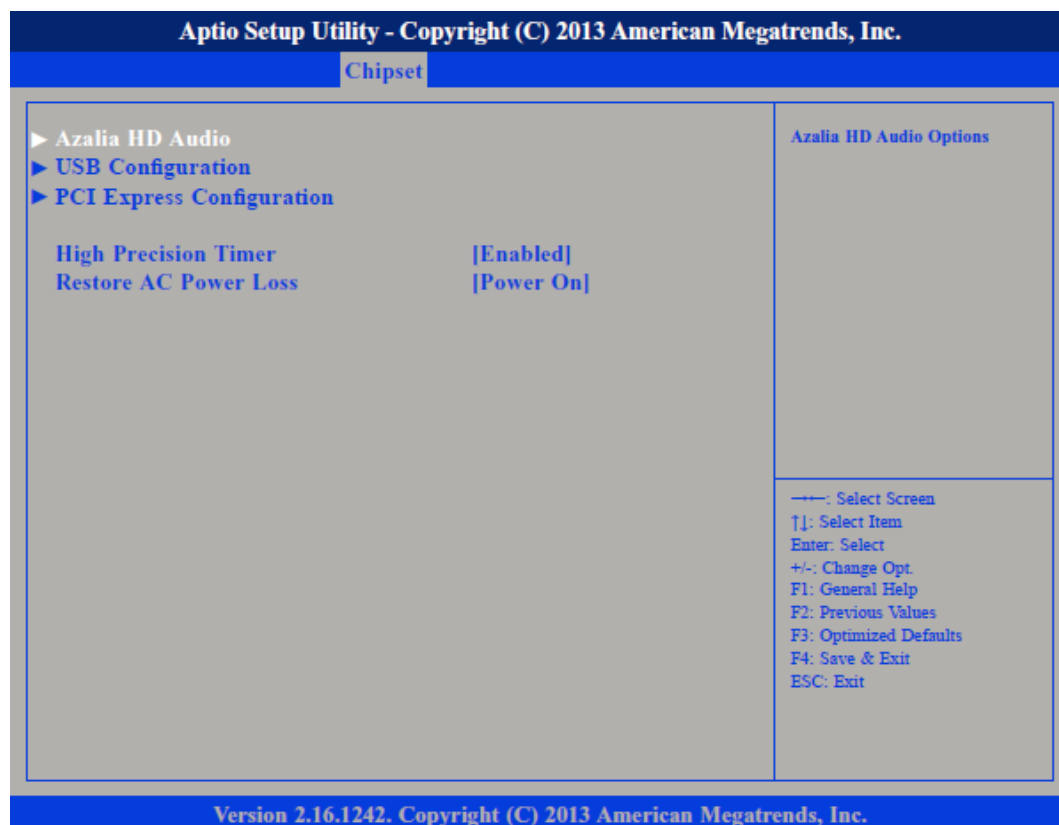 Aptio Setup Utility - Copyright (C) 2013 American Megatrends, Inc.
Chipset
▶ Azalia HD Audio
▶ USB Configuration
▶ PCI Express Configuration
High Precision Timer [Enabled]
Restore AC Power Loss [Power On]
Azalia HD Audio Options
→←: Select Screen
↑↓: Select Item
Enter: Select
+/-: Change Opt.
F1: General Help
F2: Previous Values
F3: Optimized Defaults
F4: Save & Exit
ESC: Exit
Version 2.16.1242. Copyright (C) 2013 American Megatrends, Inc.